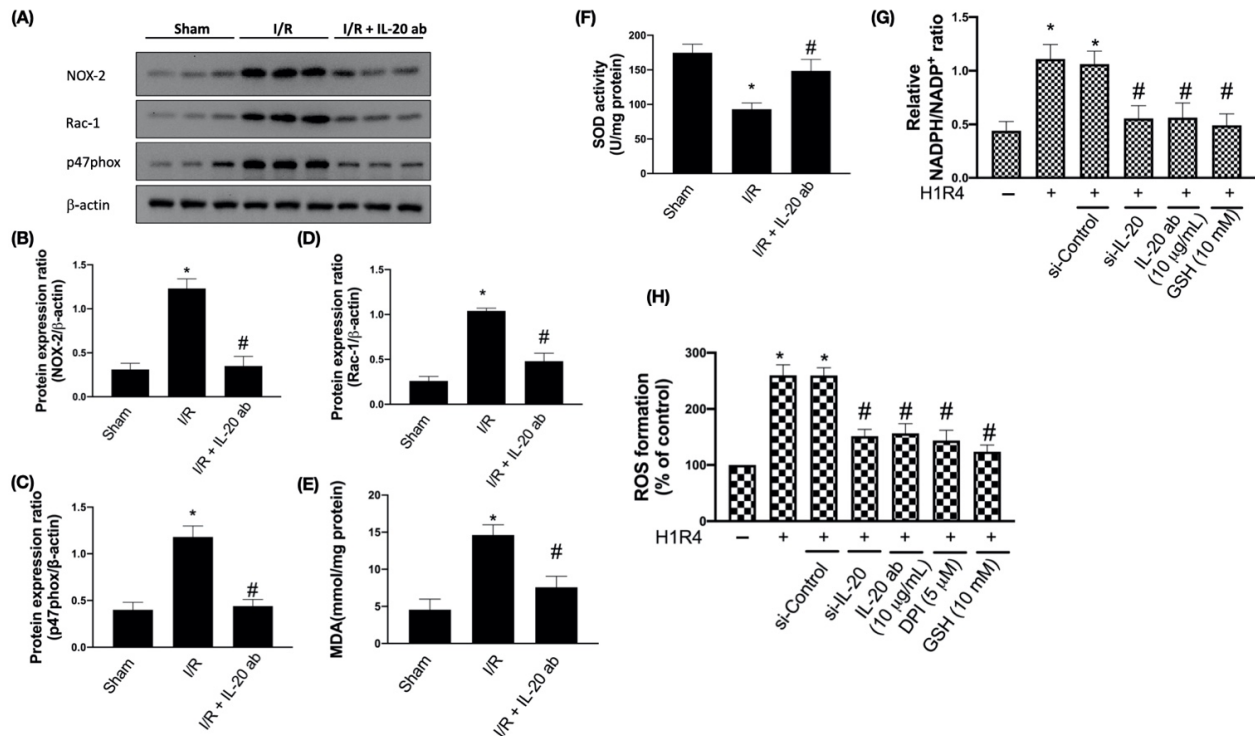 (A)
Sham I/R I/R + IL-20 ab
NOX-2
Rac-1
p47phox
β-actin
(B)
Protein expression ratio
(NOX-2/β-actin)
1.5
1.0
0.5
0.0
*
#
Sham
I/R
I/R + IL-20 ab
(D)
Protein expression ratio
(Rac-1/β-actin)
1.5
1.0
0.5
0.0
*
#
Sham
I/R
I/R + IL-20 ab
(C)
Protein expression ratio
(p47phox/β-actin)
1.5
1.0
0.5
0.0
*
#
Sham
I/R
I/R + IL-20 ab
(E)
MDA(mmol/mg protein)
20
15
10
5
0
*
#
Sham
I/R
I/R + IL-20 ab
(F)
SOD activity
(U/mg protein)
200
150
100
50
0
*
#
Sham
I/R
I/R + IL-20 ab
(G)
Relative
NADPH/NADP+ ratio
1.5
1.0
0.5
0.0
* * # # #
H1R4 – + + + + +
si-Control
si-IL-20
IL-20 ab
(10 μg/mL)
GSH (10 mM)
(H)
ROS formation
(% of control)
300
200
100
0
* * # # # #
H1R4 – + + + + + +
si-Control
si-IL-20
IL-20 ab
(10 μg/mL)
DPI (5 μM)
GSH (10 mM)